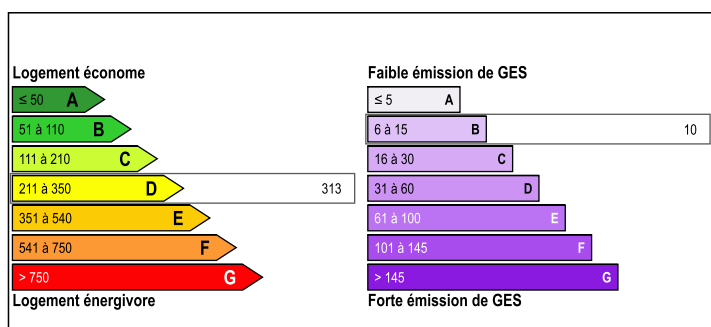 Logement économe
≤ 50 A
51 à 110 B
111 à 210 C
211 à 350 D 313
351 à 540 E
541 à 750 F
> 750 G
Logement énergivore
Faible émission de GES
≤ 5 A
6 à 15 B 10
16 à 30 C
31 à 60 D
61 à 100 E
101 à 145 F
> 145 G
Forte émission de GES